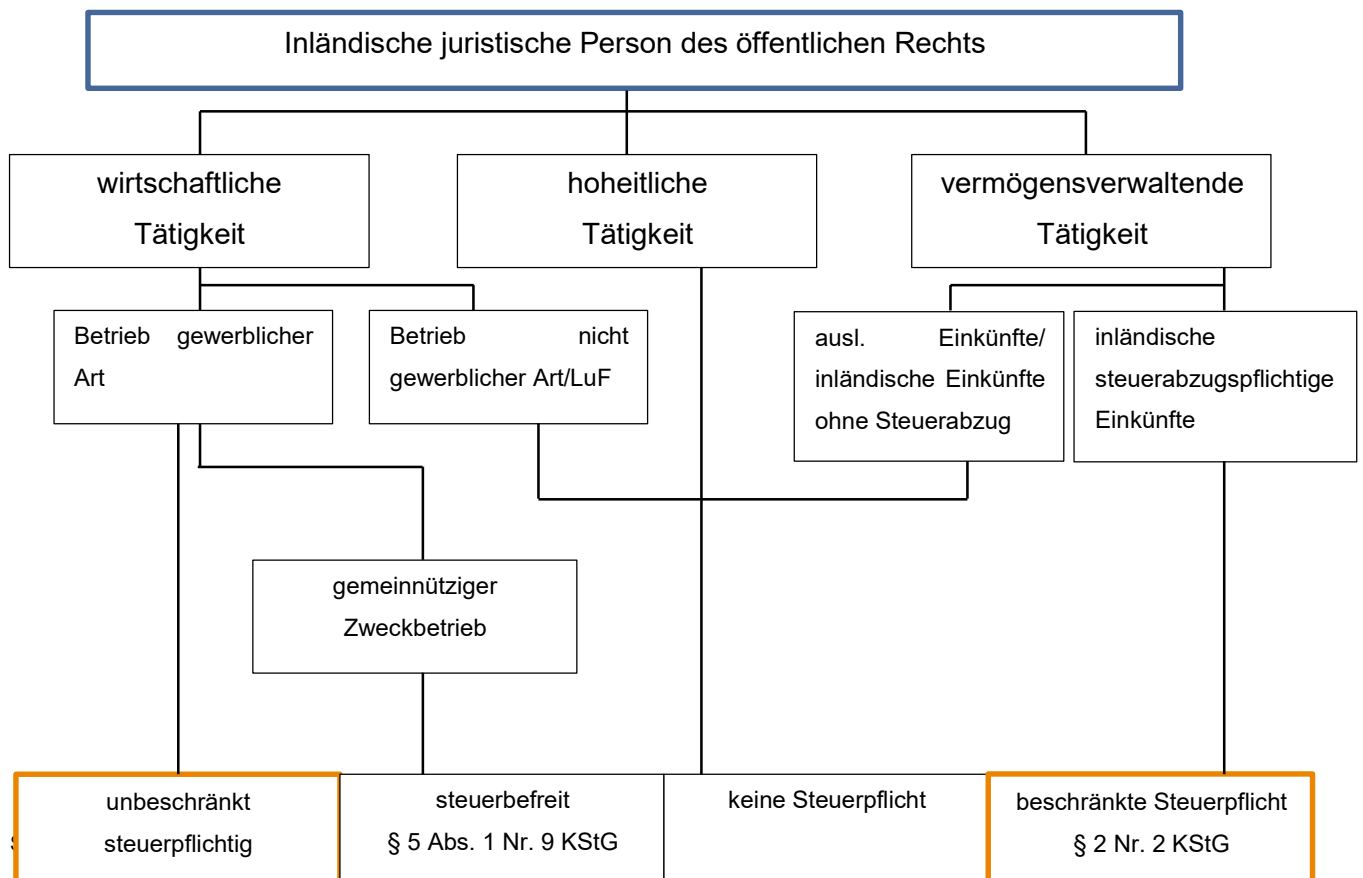 Inländische juristische Person des öffentlichen Rechts
wirtschaftliche
Tätigkeit
hoheitliche
Tätigkeit
vermögensverwaltende
Tätigkeit
Betrieb gewerblicher
Art
Betrieb nicht
gewerblicher Art/LuF
ausl. Einkünfte/
inländische Einkünfte
ohne Steuerabzug
inländische
steuerabzugspflichtige
Einkünfte
gemeinnütziger
Zweckbetrieb
unbeschränkt
steuerpflichtig
steuerbefreit
§ 5 Abs. 1 Nr. 9 KStG
keine Steuerpflicht
beschränkte Steuerpflicht
§ 2 Nr. 2 KStG